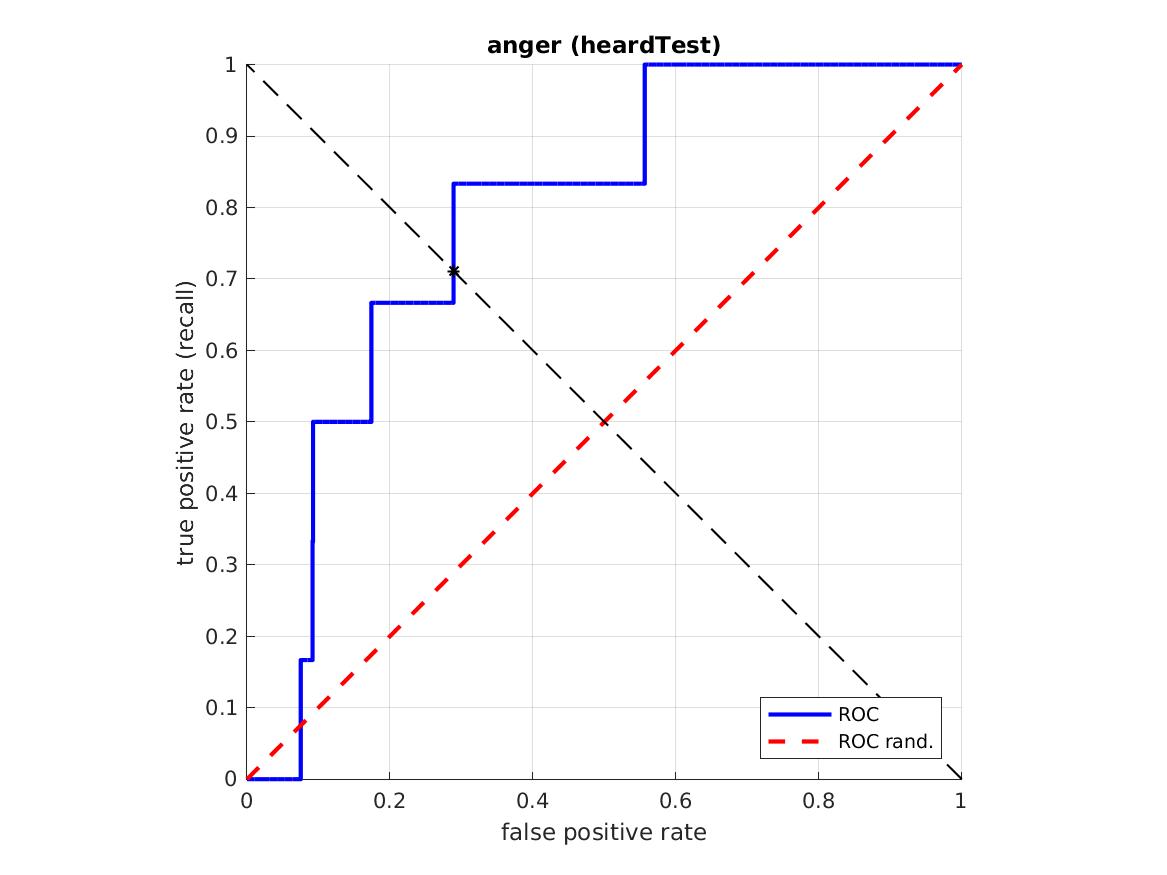 anger (heardTest)
1
0.9
0.8
0.7
0.6
0.5
0.4
0.3
0.2
0.1
0
true positive rate (recall)
ROC
ROC rand.
0 0.2 0.4 0.6 0.8 1
false positive rate